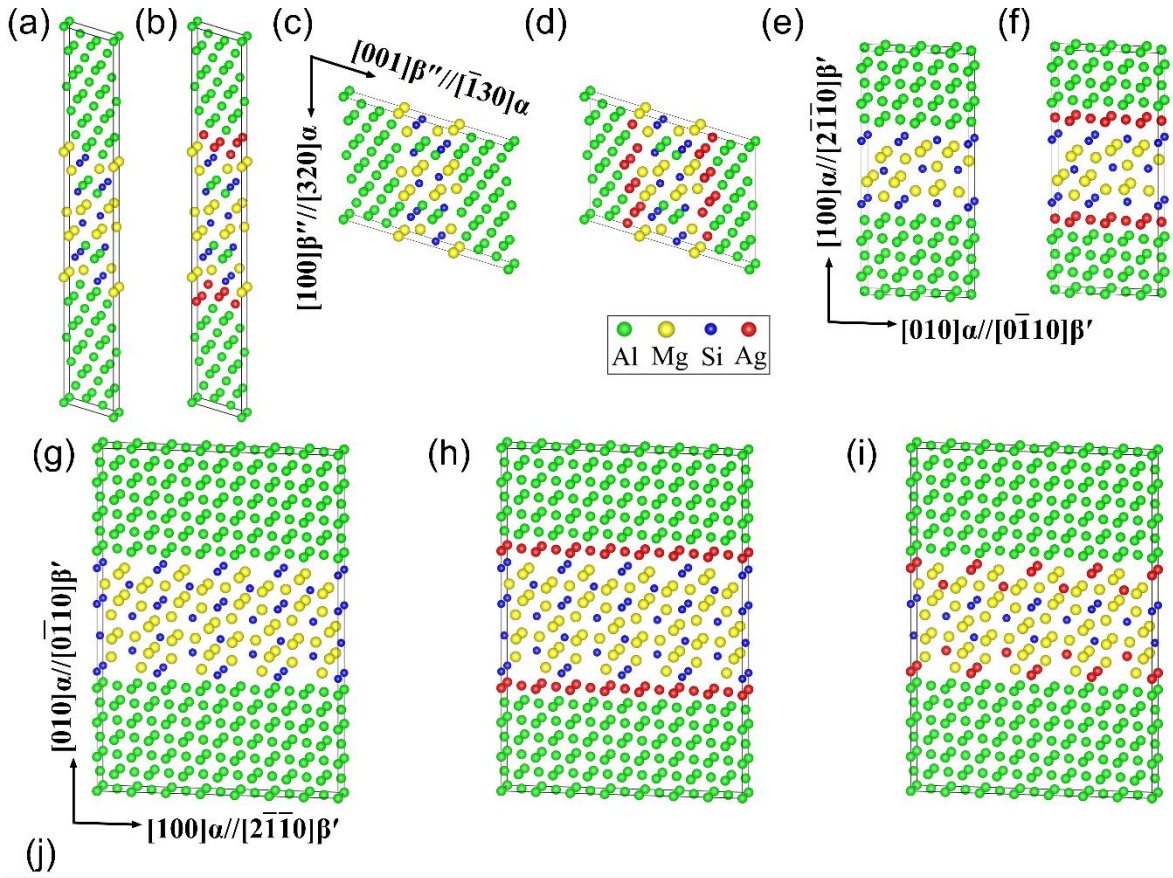 (a) (b) (c) (d) (e) (f)
[001]β″//[1̄30]α
[100]β″//[320]α
[100]α//[21̄1̄0]β′
[010]α//[01̄10]β′
Al Mg Si Ag
(g) (h) (i)
[010]α//[01̄10]β′
[100]α//[21̄1̄0]β′
(j)